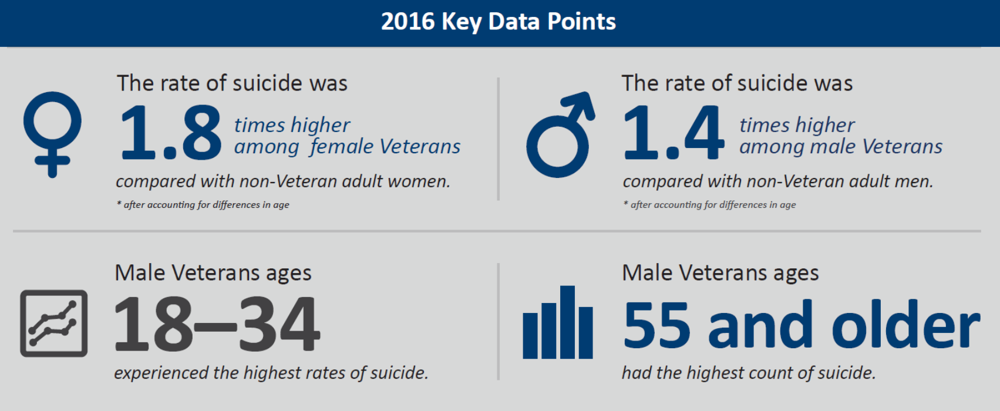 2016 Key Data Points
The rate of suicide was
1.8 times higher
among female Veterans
compared with non-Veteran adult women.
* after accounting for differences in age
The rate of suicide was
1.4 times higher
among male Veterans
compared with non-Veteran adult men.
* after accounting for differences in age
Male Veterans ages
18–34
experienced the highest rates of suicide.
Male Veterans ages
55 and older
had the highest count of suicide.